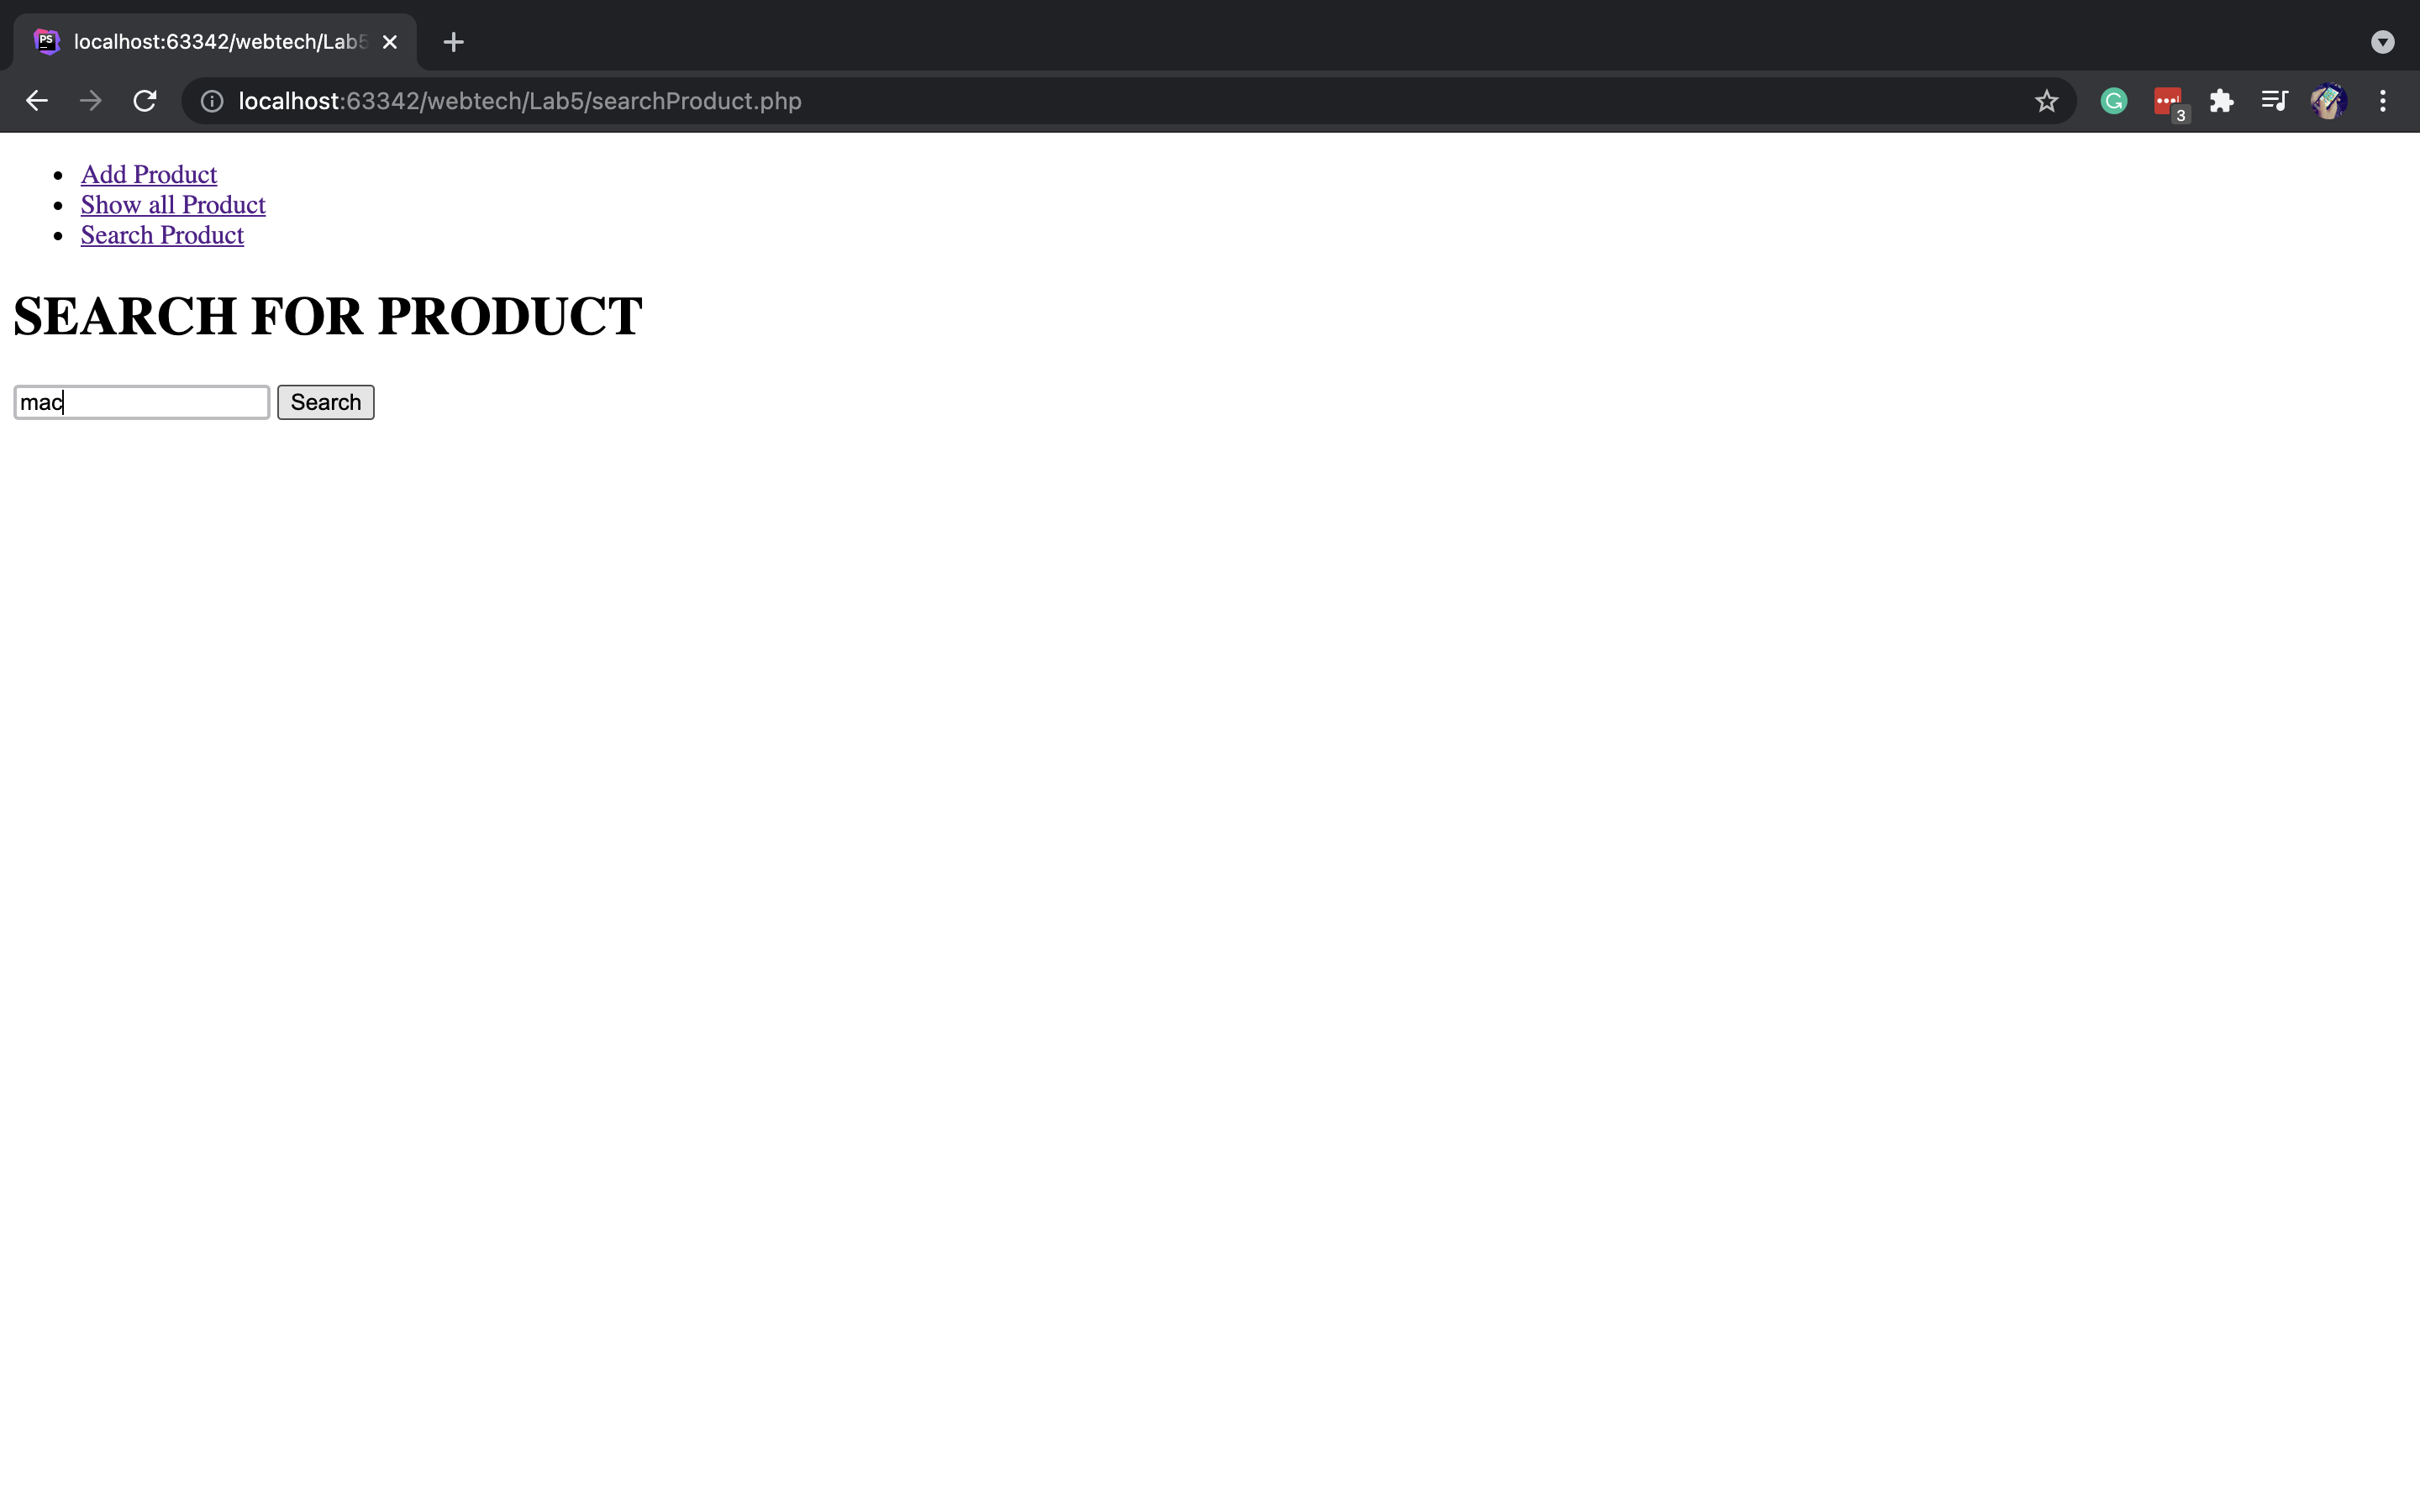 PS
localhost:63342/webtech/Lab5
localhost:63342/webtech/Lab5/searchProduct.php
3
Add Product
Show all Product
Search Product
SEARCH FOR PRODUCT
mac
Search